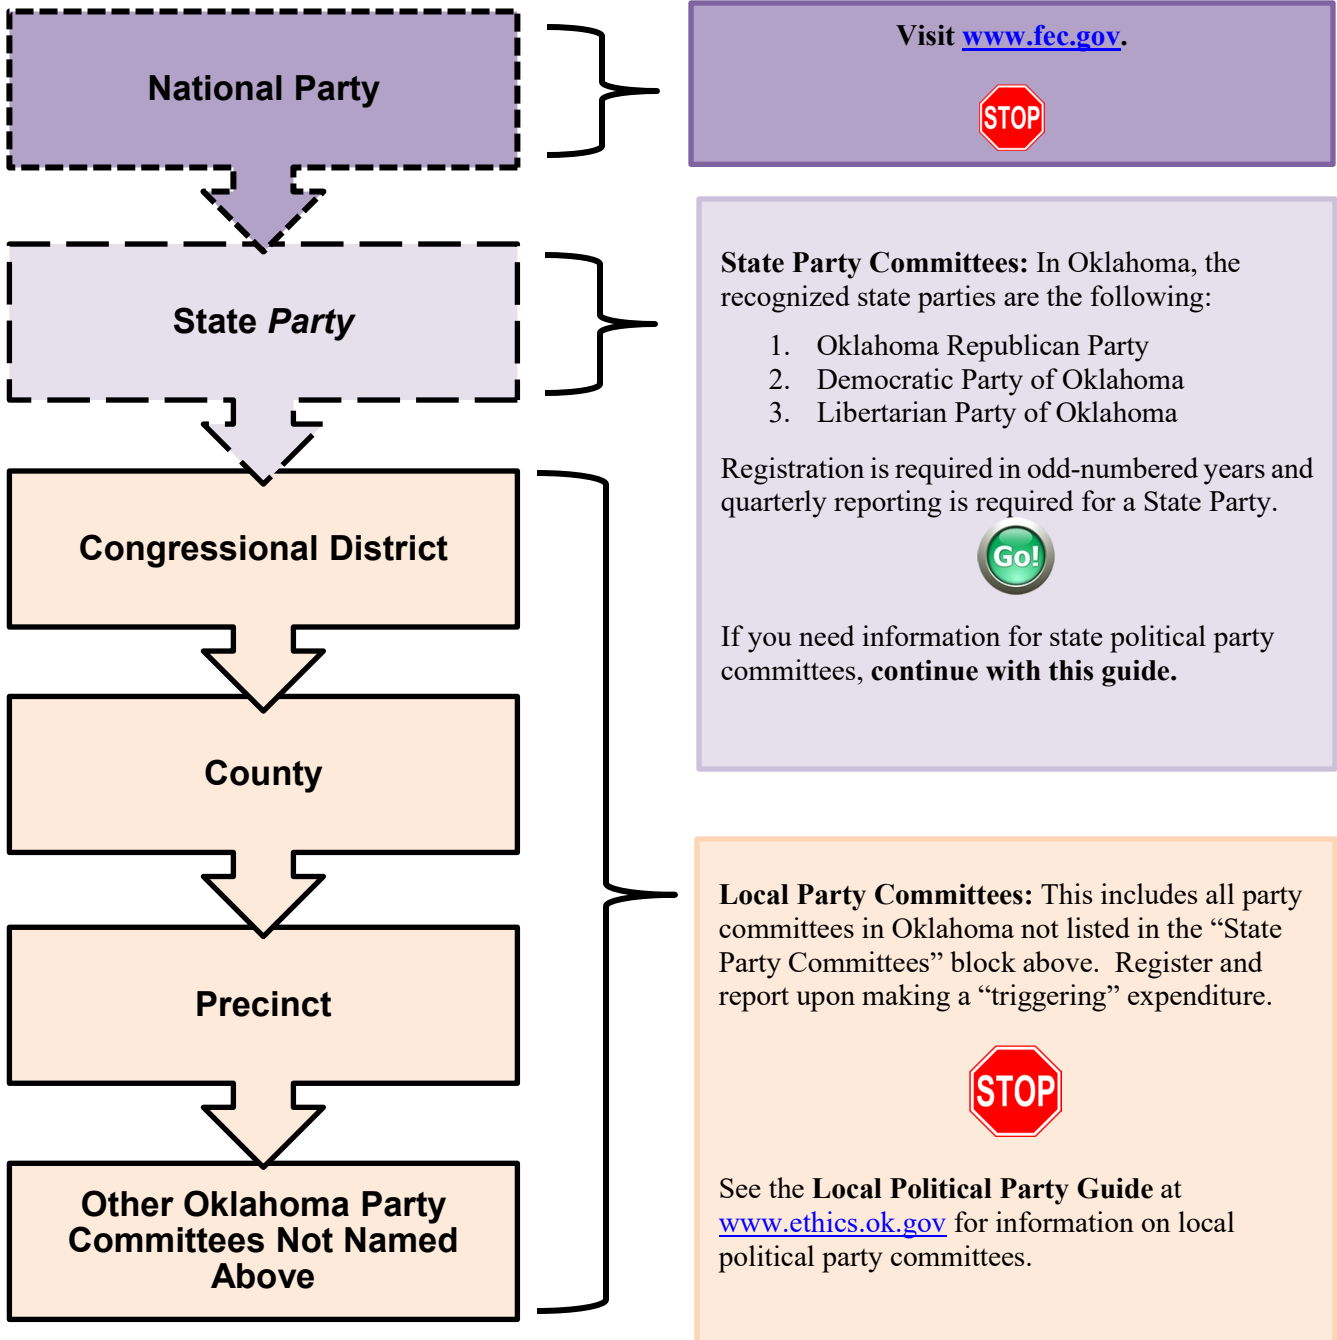 National Party
Visit www.fec.gov.
STOP
State Party
State Party Committees: In Oklahoma, the
recognized state parties are the following:
1. Oklahoma Republican Party
2. Democratic Party of Oklahoma
3. Libertarian Party of Oklahoma
Registration is required in odd-numbered years and
quarterly reporting is required for a State Party.
Go!
If you need information for state political party
committees, continue with this guide.
Congressional District
County
Precinct
Other Oklahoma Party
Committees Not Named
Above
Local Party Committees: This includes all party
committees in Oklahoma not listed in the “State
Party Committees” block above.  Register and
report upon making a “triggering” expenditure.
STOP
See the Local Political Party Guide at
www.ethics.ok.gov for information on local
political party committees.